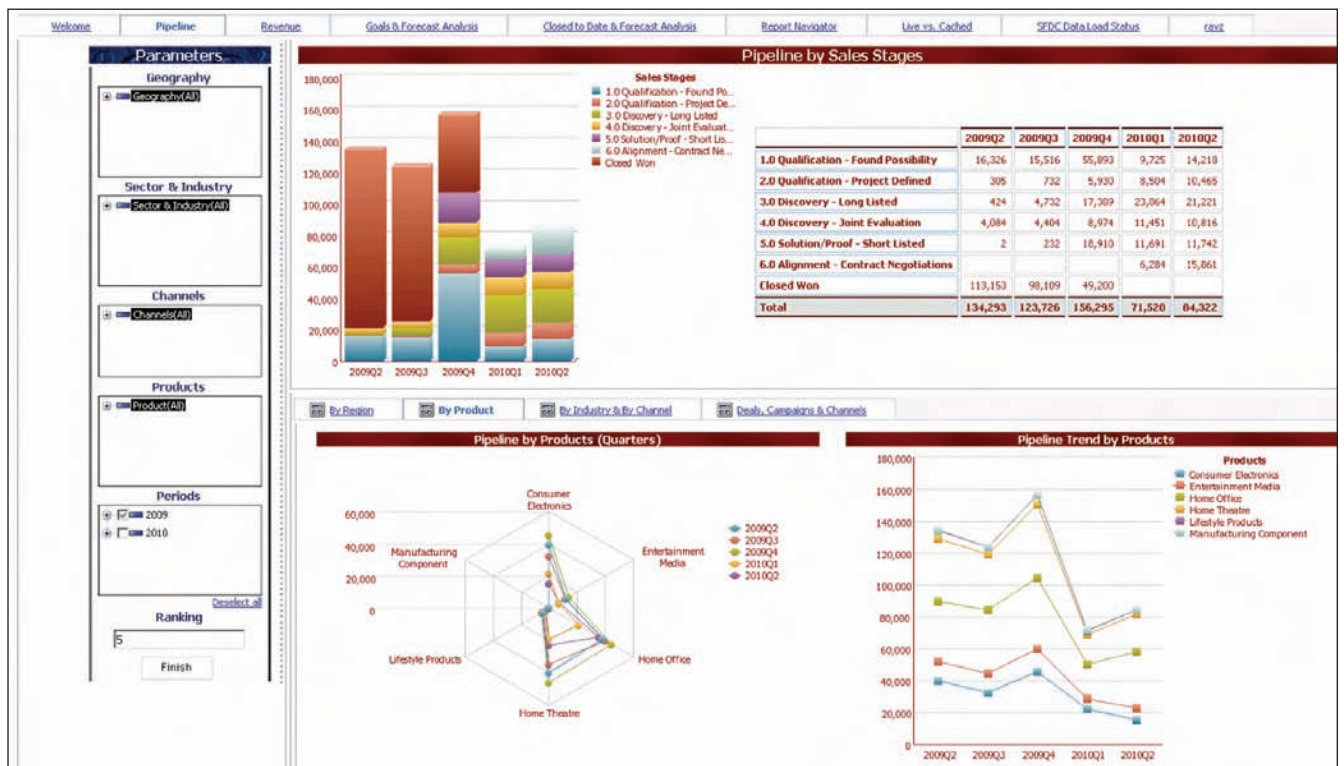 Welcome
Pipeline
Revenue
Goals & Forecast Analysis
Closed to Date & Forecast Analysis
Report Navigator
Live vs. Cached
SFDC Data Load Status
ravz
Parameters
Geography
Geography(All)
Sector & Industry
Sector & Industry(All)
Channels
Channels(All)
Products
Product(All)
Periods
2009
2010
Deselect all
Ranking
5
Finish
Pipeline by Sales Stages
180,000
160,000
140,000
120,000
100,000
80,000
60,000
40,000
20,000
0
2009Q2 2009Q3 2009Q4 2010Q1 2010Q2
Sales Stages
1.0 Qualification - Found Po...
2.0 Qualification - Project De...
3.0 Discovery - Long Listed
4.0 Discovery - Joint Evaluat...
5.0 Solution/Proof - Short Lis...
6.0 Alignment - Contract Ne...
Closed Won
2009Q2 2009Q3 2009Q4 2010Q1 2010Q2
1.0 Qualification - Found Possibility 16,326 15,516 55,893 9,725 14,218
2.0 Qualification - Project Defined 305 732 5,930 8,504 10,465
3.0 Discovery - Long Listed 424 4,732 17,389 23,864 21,221
4.0 Discovery - Joint Evaluation 4,084 4,404 8,974 11,451 10,816
5.0 Solution/Proof - Short Listed 2 232 18,910 11,691 11,742
6.0 Alignment - Contract Negotiations 6,284 15,861
Closed Won 113,153 98,109 49,200
Total 134,293 123,726 156,295 71,520 84,322
By Region
By Product
By Industry & By Channel
Deals, Campaigns & Channels
Pipeline by Products (Quarters)
Consumer
Electronics
60,000
40,000
20,000
0
Manufacturing
Component
Entertainment
Media
Lifestyle Products
Home Office
Home Theatre
2009Q2
2009Q3
2009Q4
2010Q1
2010Q2
Pipeline Trend by Products
180,000
160,000
140,000
120,000
100,000
80,000
60,000
40,000
20,000
0
2009Q2 2009Q3 2009Q4 2010Q1 2010Q2
Products
Consumer Electronics
Entertainment Media
Home Office
Home Theatre
Lifestyle Products
Manufacturing Component